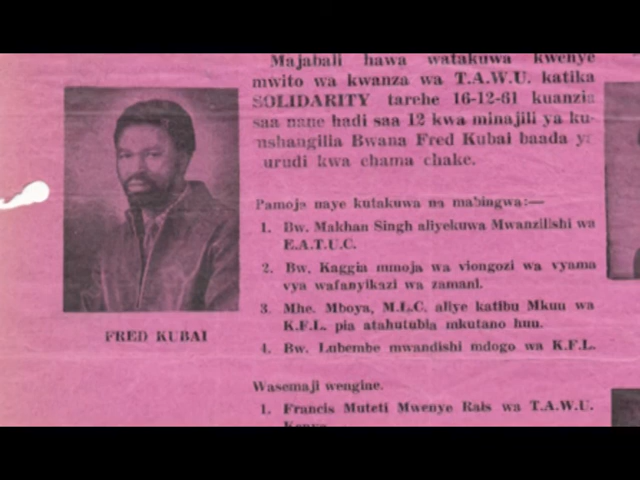 Majabali hawa watakuwa kwenye
mwito wa kwanza wa T.A.W.U. katika
SOLIDARITY tarehe 16-12-61 kuanzia
saa nane hadi saa 12 kwa minajili ya ku-
nshangilia Bwana Fred Kubai baada y
urudi kwa chama chake.
FRED KUBAI
Pamoja naye kutakuwa na mabingwa:—
1. Bw. Makhan Singh aliyekuwa Mwanzilishi wa
E.A.T.U.C.
2. Bw. Kaggia mmoja wa viongozi wa vyama
vya wafanyikazi wa zamani.
3. Mhe. Mboya, M.L.C. aliye katibu Mkuu wa
K.F.L. pia atahutubia mkutano huu.
4. Bw. Lubembe mwandishi mdogo wa K.F.L.
Wasemaji wengine.
1. Francis Muteti Mwenye Rais wa T.A.W.U.